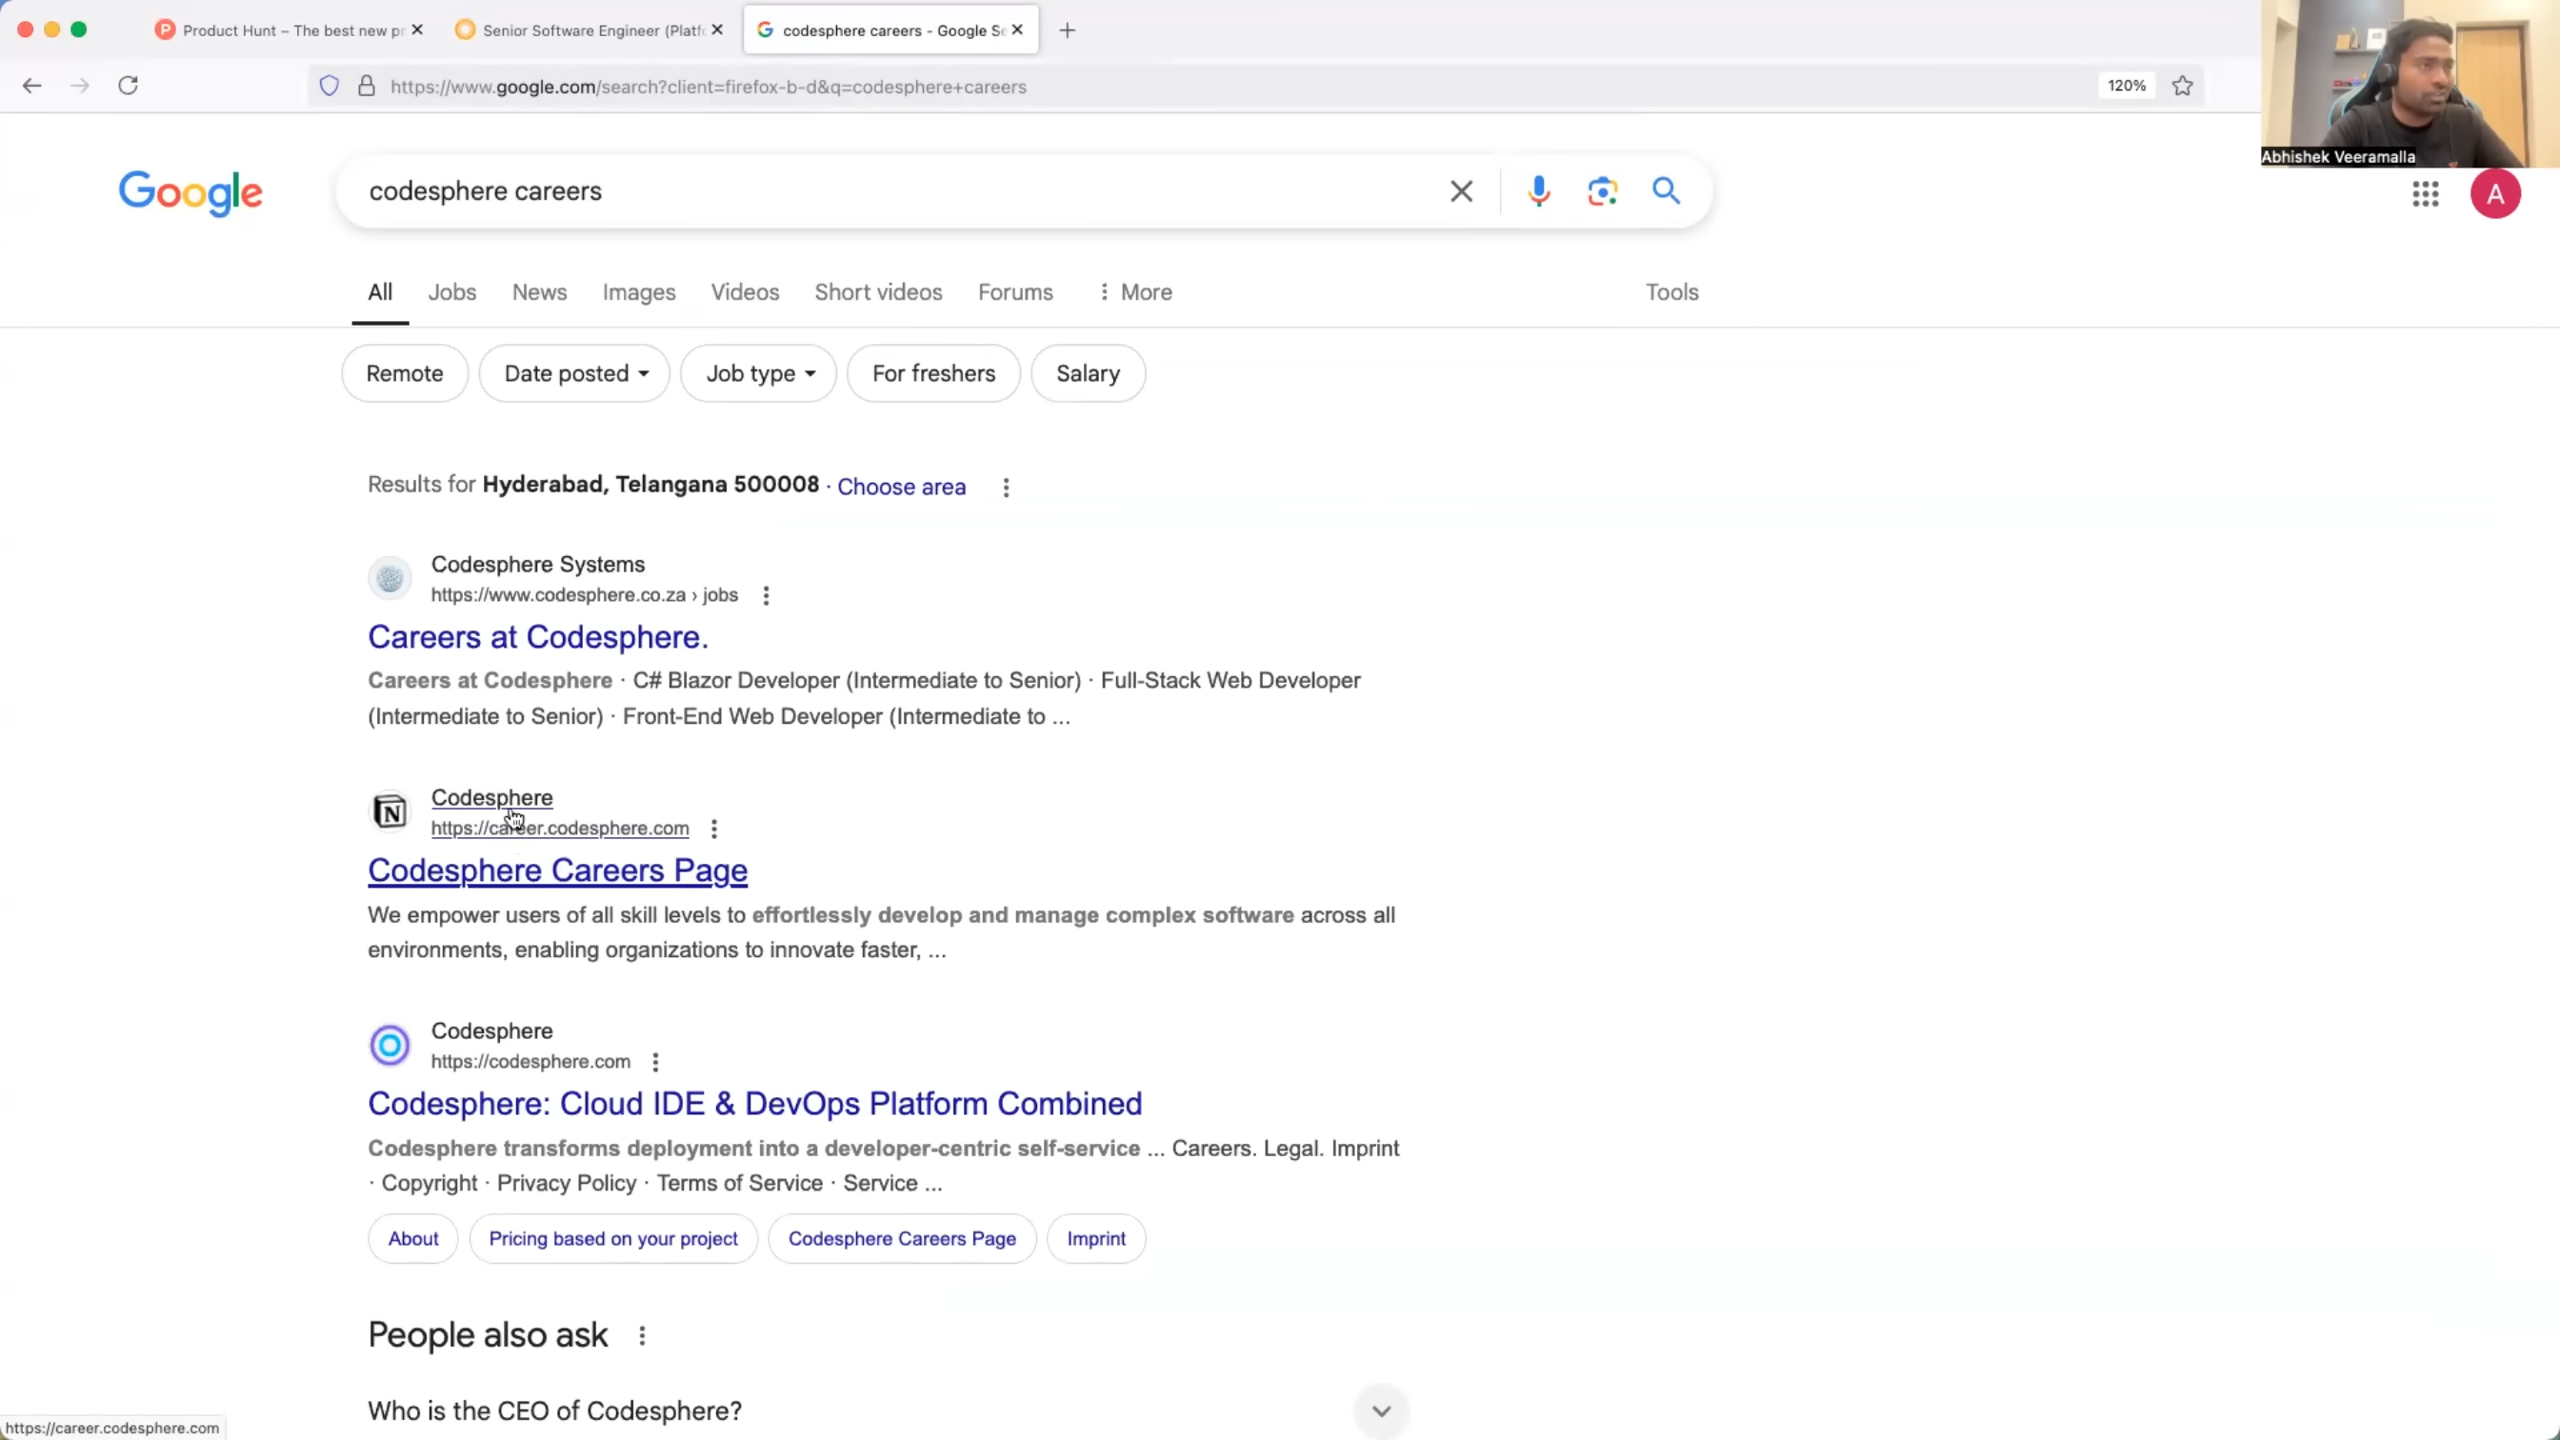 Product Hunt – The best new pr
Senior Software Engineer (Platfo
codesphere careers - Google Se
https://www.google.com/search?client=firefox-b-d&q=codesphere+careers
120%
Abhishek Veeramalla
Google
codesphere careers
A
All
Jobs
News
Images
Videos
Short videos
Forums
More
Tools
Remote
Date posted
Job type
For freshers
Salary
Results for Hyderabad, Telangana 500008 · Choose area
Codesphere Systems
https://www.codesphere.co.za › jobs
Careers at Codesphere.
Careers at Codesphere · C# Blazor Developer (Intermediate to Senior) · Full-Stack Web Developer
(Intermediate to Senior) · Front-End Web Developer (Intermediate to ...
N
Codesphere
https://career.codesphere.com
Codesphere Careers Page
We empower users of all skill levels to effortlessly develop and manage complex software across all
environments, enabling organizations to innovate faster, ...
Codesphere
https://codesphere.com
Codesphere: Cloud IDE & DevOps Platform Combined
Codesphere transforms deployment into a developer-centric self-service ... Careers. Legal. Imprint
· Copyright · Privacy Policy · Terms of Service · Service ...
About
Pricing based on your project
Codesphere Careers Page
Imprint
People also ask
Who is the CEO of Codesphere?
https://career.codesphere.com